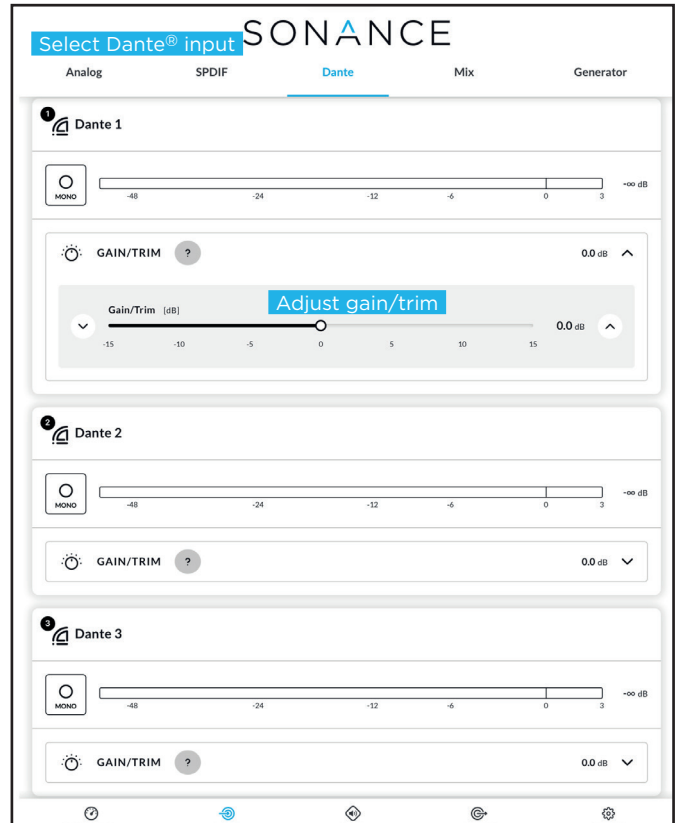 SONANCE
Select Dante® input
Analog SPDIF Dante Mix Generator
1 Dante 1
MONO -48 -24 -12 -6 0 3 -∞ dB
GAIN/TRIM ? 0.0 dB
Adjust gain/trim
Gain/Trim [dB] 0.0 dB
-15 -10 -5 0 5 10 15
2 Dante 2
MONO -48 -24 -12 -6 0 3 -∞ dB
GAIN/TRIM ? 0.0 dB
3 Dante 3
MONO -48 -24 -12 -6 0 3 -∞ dB
GAIN/TRIM ? 0.0 dB